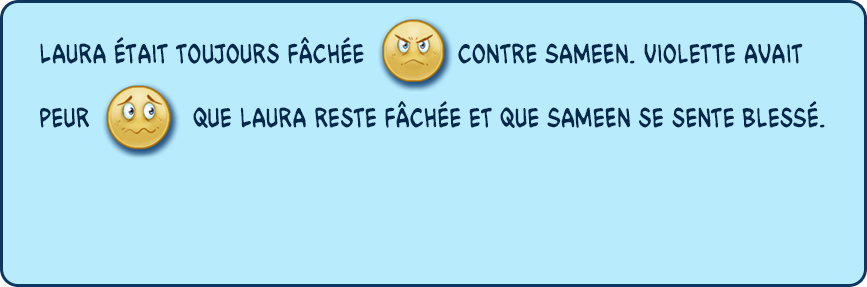 LAURA ÉTAIT TOUJOURS FÂCHÉE CONTRE SAMEEN. VIOLETTE AVAIT
PEUR QUE LAURA RESTE FÂCHÉE ET QUE SAMEEN SE SENTE BLESSÉ.